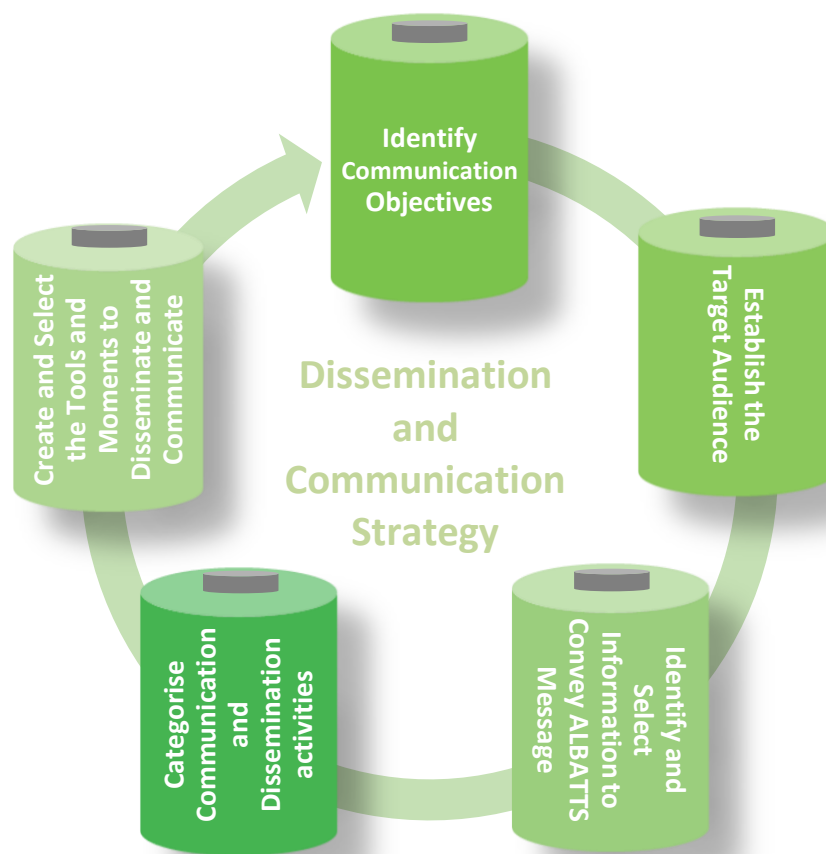 Identify
Communication
Objectives
Establish the
Target Audience
Identify and
Select
Information to
Convey ALBATTS
Message
Categorise
Communication
and
Dissemination
activities
Create and Select
the Tools and
Moments to
Disseminate and
Communicate
Dissemination
and
Communication
Strategy